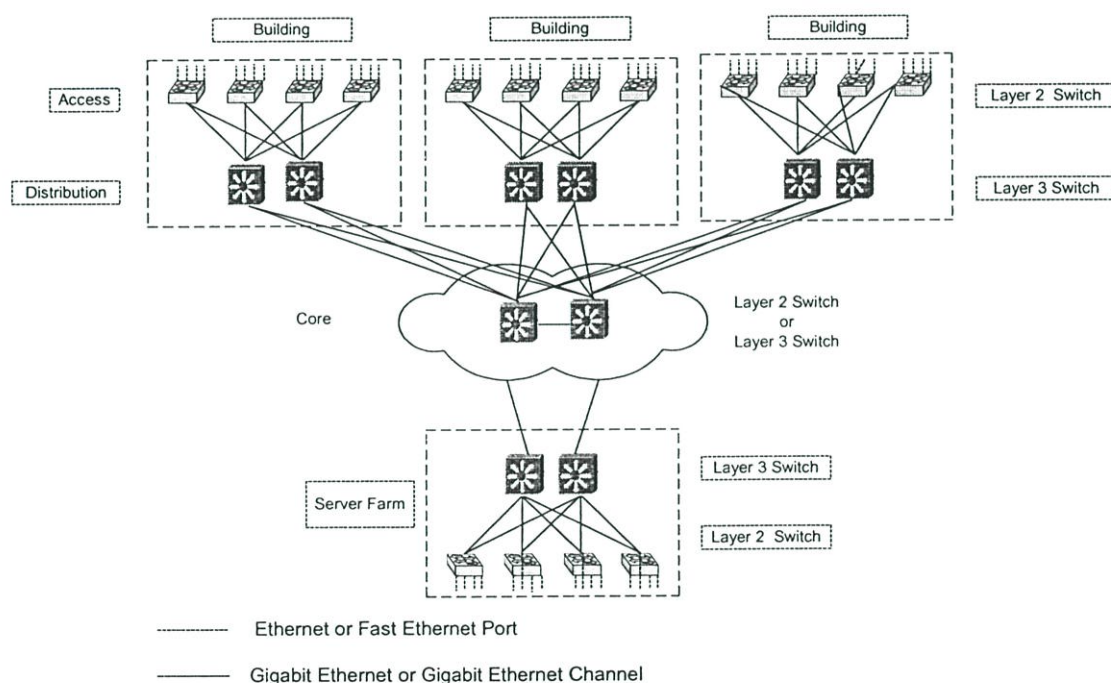 Building
Building
Building
Access
Layer 2 Switch
Distribution
Layer 3 Switch
Core
Layer 2 Switch
or
Layer 3 Switch
Layer 3 Switch
Server Farm
Layer 2 Switch
Ethernet or Fast Ethernet Port
Gigabit Ethernet or Gigabit Ethernet Channel